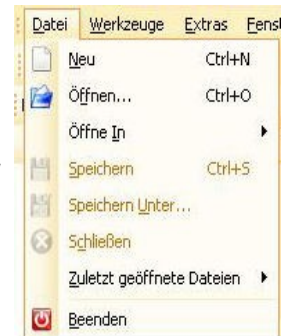 Datei Werkzeuge Extras Fenst
Neu Ctrl+N
Öffnen... Ctrl+O
Öffne In
Speichern Ctrl+S
Speichern Unter...
Schließen
Zuletzt geöffnete Dateien
Beenden